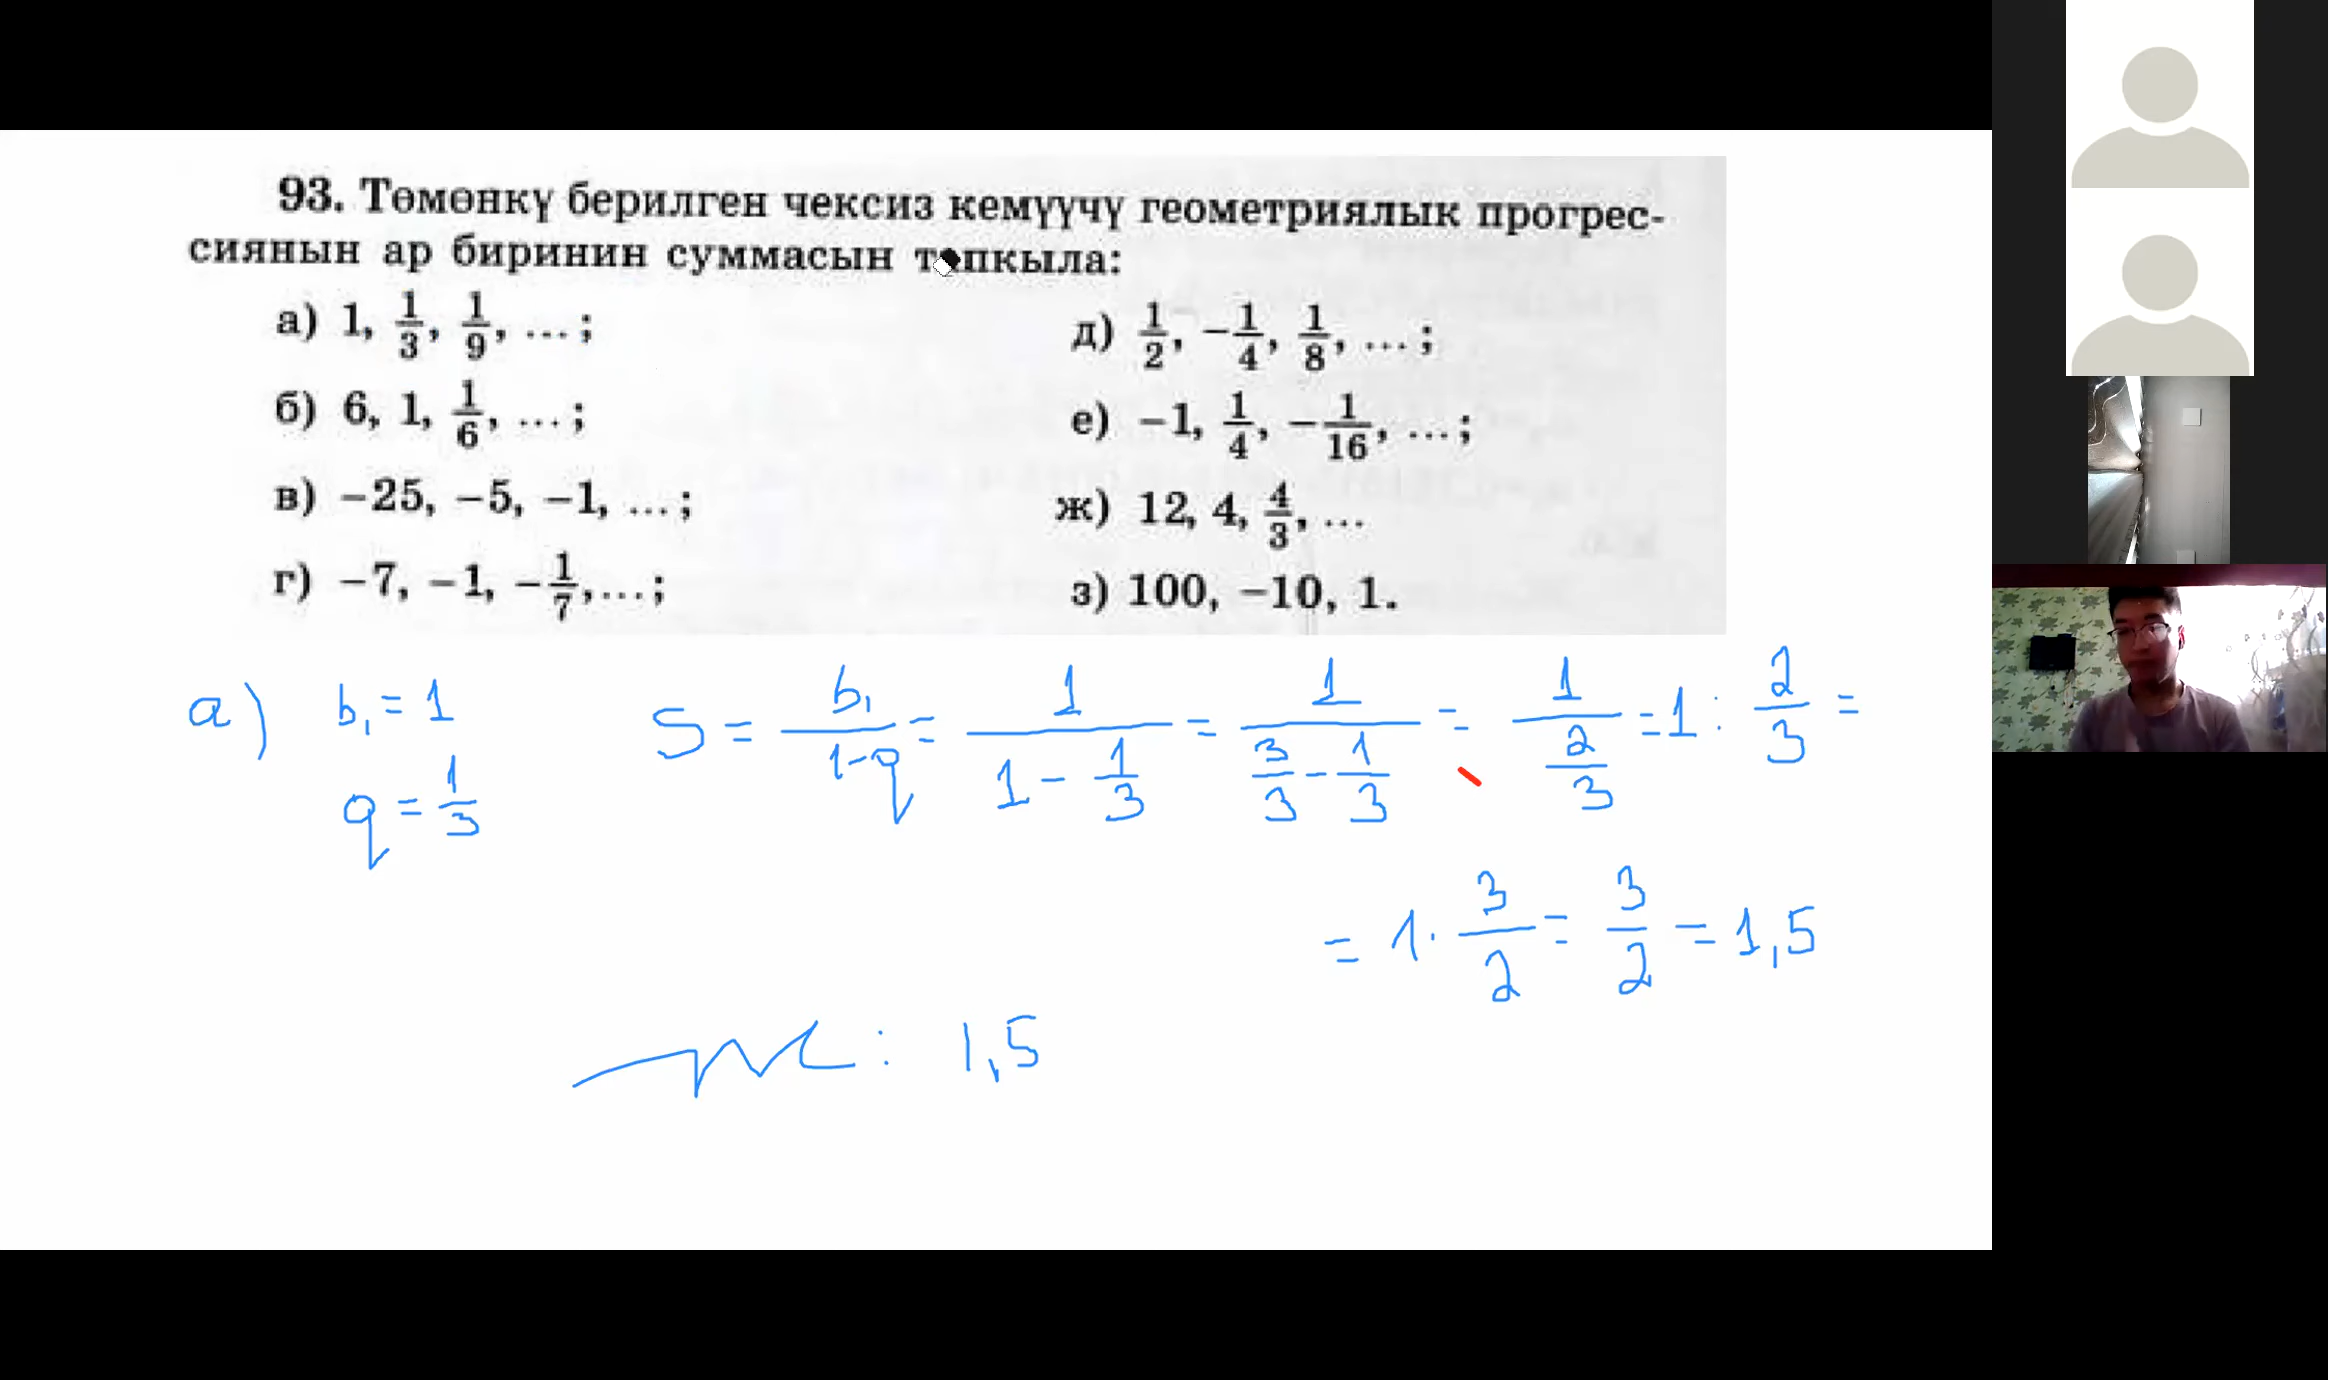 93. Төмөнкү берилген чексиз кемүүчү геометриялык прогрес-
сиянын ар биринин суммасын топкыла:
а) 1, 1/3, 1/9, ... ;
б) 6, 1, 1/6, ... ;
в) −25, −5, −1, ... ;
г) −7, −1, −1/7, ... ;
д) 1/2, −1/4, 1/8, ... ;
е) −1, 1/4, −1/16, ... ;
ж) 12, 4, 4/3, ...
з) 100, −10, 1.
а) b₁ = 1
q = 1/3
S = b₁/(1−q) = 1/(1 − 1/3) = 1/(3/3 − 1/3) = 1/(2/3) = 1 : 2/3 =
= 1 · 3/2 = 3/2 = 1,5
: 1,5